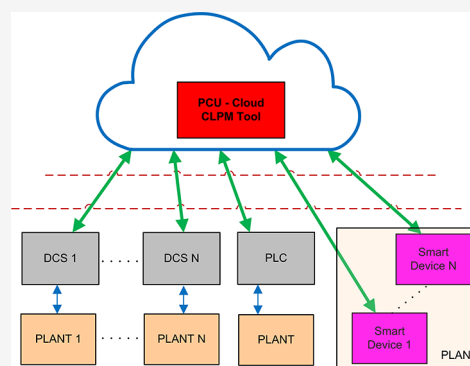 PCU - Cloud
CLPM Tool
DCS 1
DCS N
PLC
Smart
Device N
PLANT 1
PLANT N
PLANT
Smart
Device 1